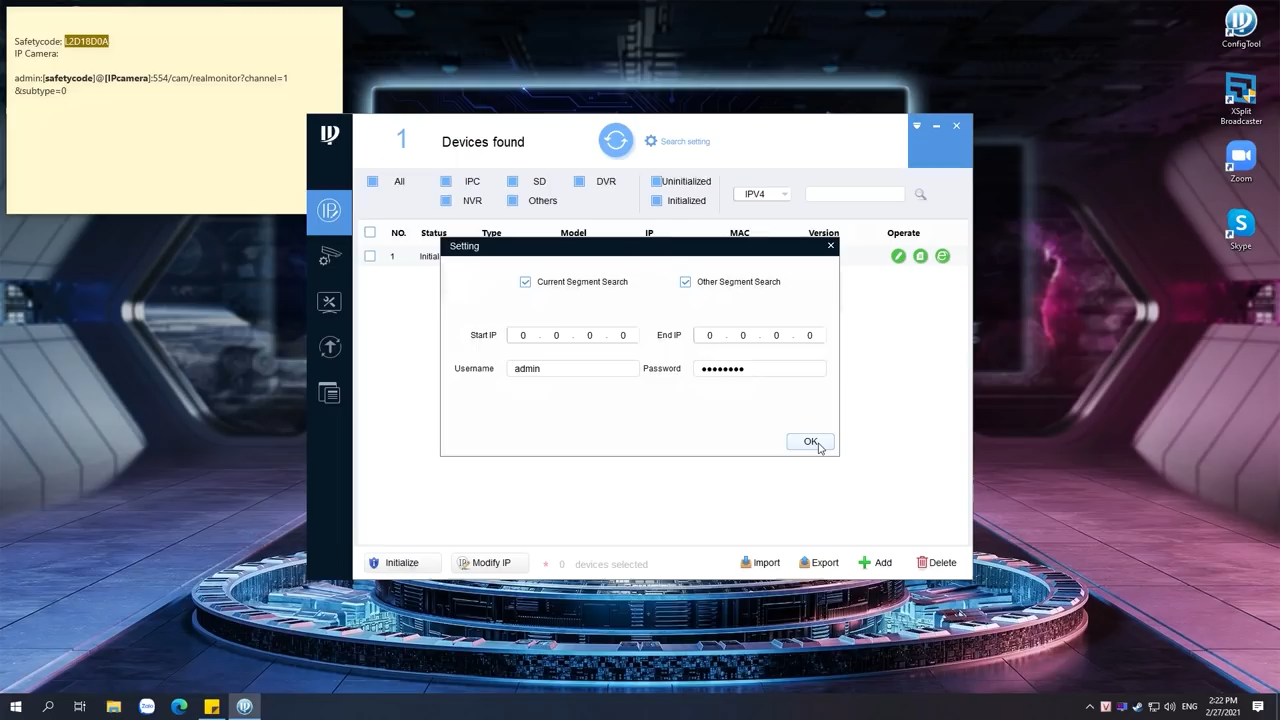 Safetycode: L2D18D0A
IP Camera:
admin:[safetycode]@[IPcamera]:554/cam/realmonitor?channel=1
&subtype=0
ConfigTool
XSplit
Broadcaster
Zoom
Skype
1 Devices found
Search setting
All IPC SD DVR Uninitialized
NVR Others Initialized
IPV4
NO. Status Type Model IP MAC Version Operate
1 Initial
Setting
Current Segment Search Other Segment Search
Start IP 0 . 0 . 0 . 0 End IP 0 . 0 . 0 . 0
Username admin Password ●●●●●●●●
OK
Initialize Modify IP * 0 devices selected Import Export Add Delete
Zalo
ENG
2:22 PM
2/27/2021